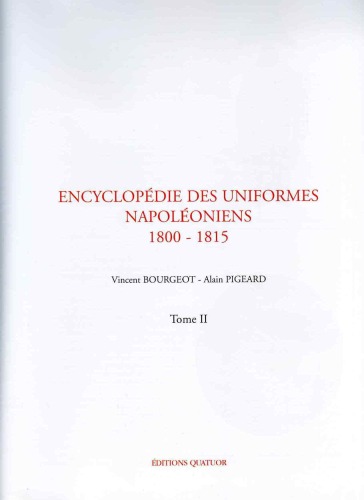 ENCYCLOPÉDIE DES UNIFORMES
NAPOLÉONIENS
1800 - 1815
Vincent BOURGEOT - Alain PIGEARD
Tome II
ÉDITIONS QUATUOR